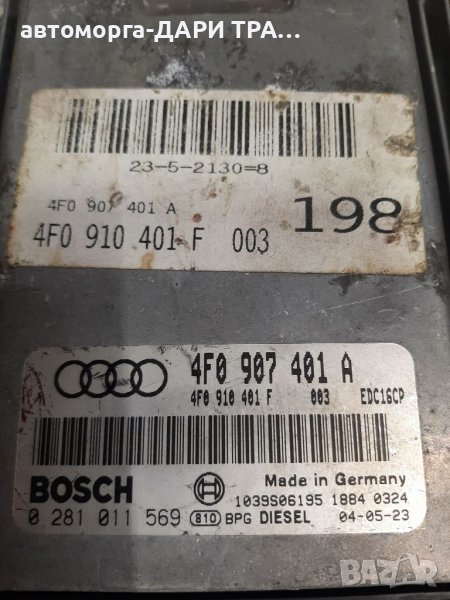 автоморга-ДАРИ ТРА...
23-5-2130=8
4F0 907 401 A
4F0 910 401 F 003
198
4F0 907 401 A
4F0 910 401 F 003 EDC16CP
BOSCH
Made in Germany
1039S06195 1884 0324
0 281 011 569 810 BPG DIESEL 04-05-23
BAZAR